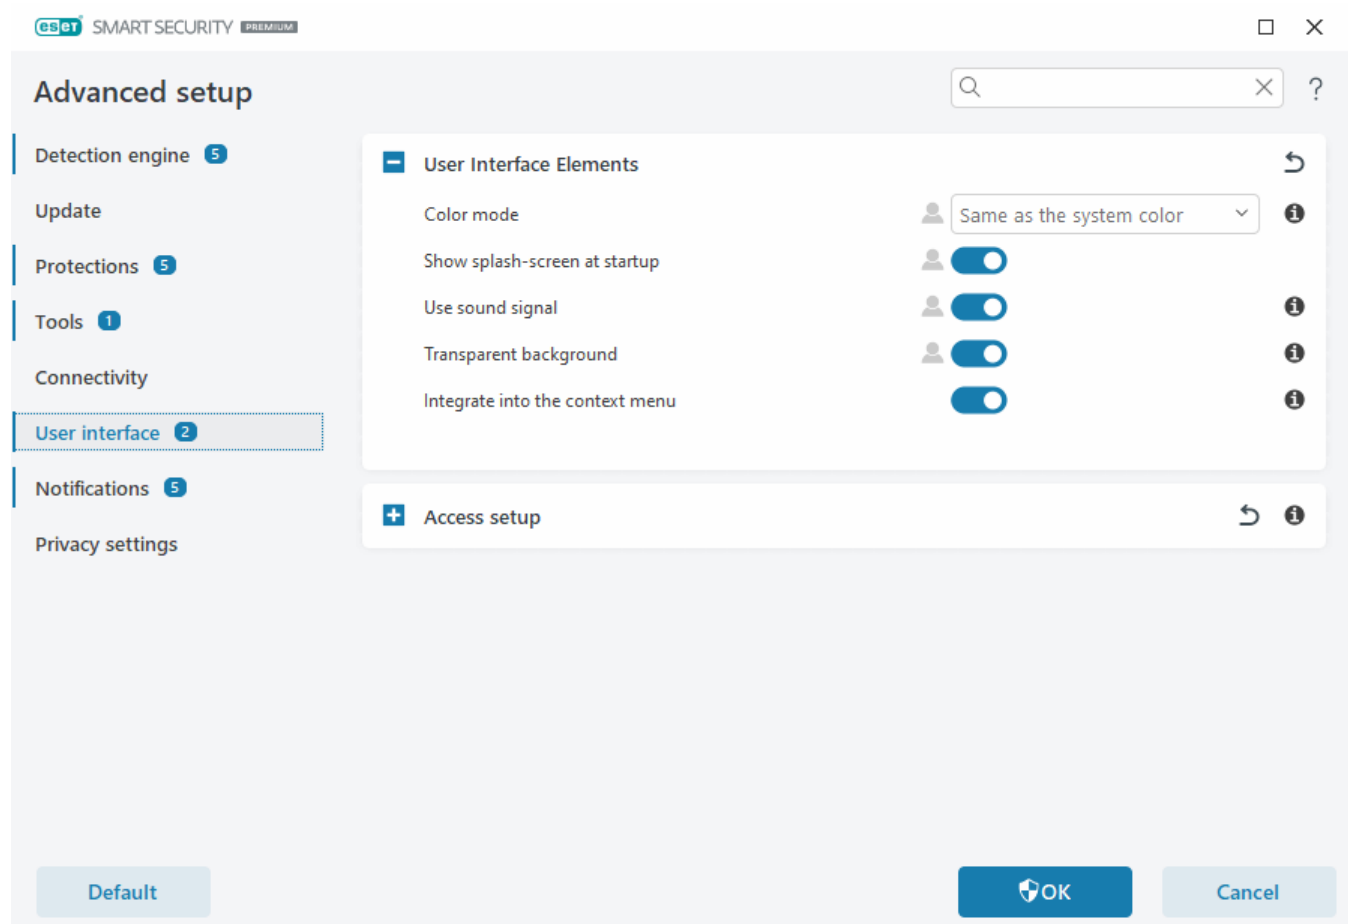 eset SMART SECURITY PREMIUM
Advanced setup
?
Detection engine 5
Update
Protections 5
Tools 1
Connectivity
User interface 2
Notifications 5
Privacy settings
User Interface Elements
Color mode
Same as the system color
Show splash-screen at startup
Use sound signal
Transparent background
Integrate into the context menu
Access setup
Default
OK
Cancel